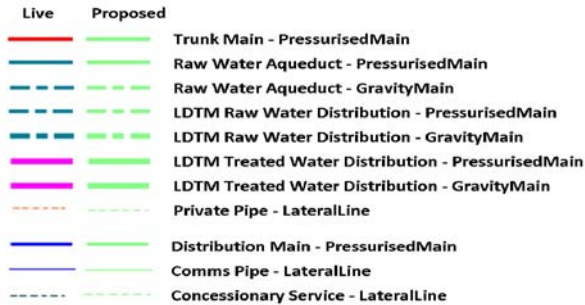 Live Proposed
Trunk Main - PressurisedMain
Raw Water Aqueduct - PressurisedMain
Raw Water Aqueduct - GravityMain
LDTM Raw Water Distribution - PressurisedMain
LDTM Raw Water Distribution - GravityMain
LDTM Treated Water Distribution - PressurisedMain
LDTM Treated Water Distribution - GravityMain
Private Pipe - LateralLine
Distribution Main - PressurisedMain
Comms Pipe - LateralLine
Concessionary Service - LateralLine